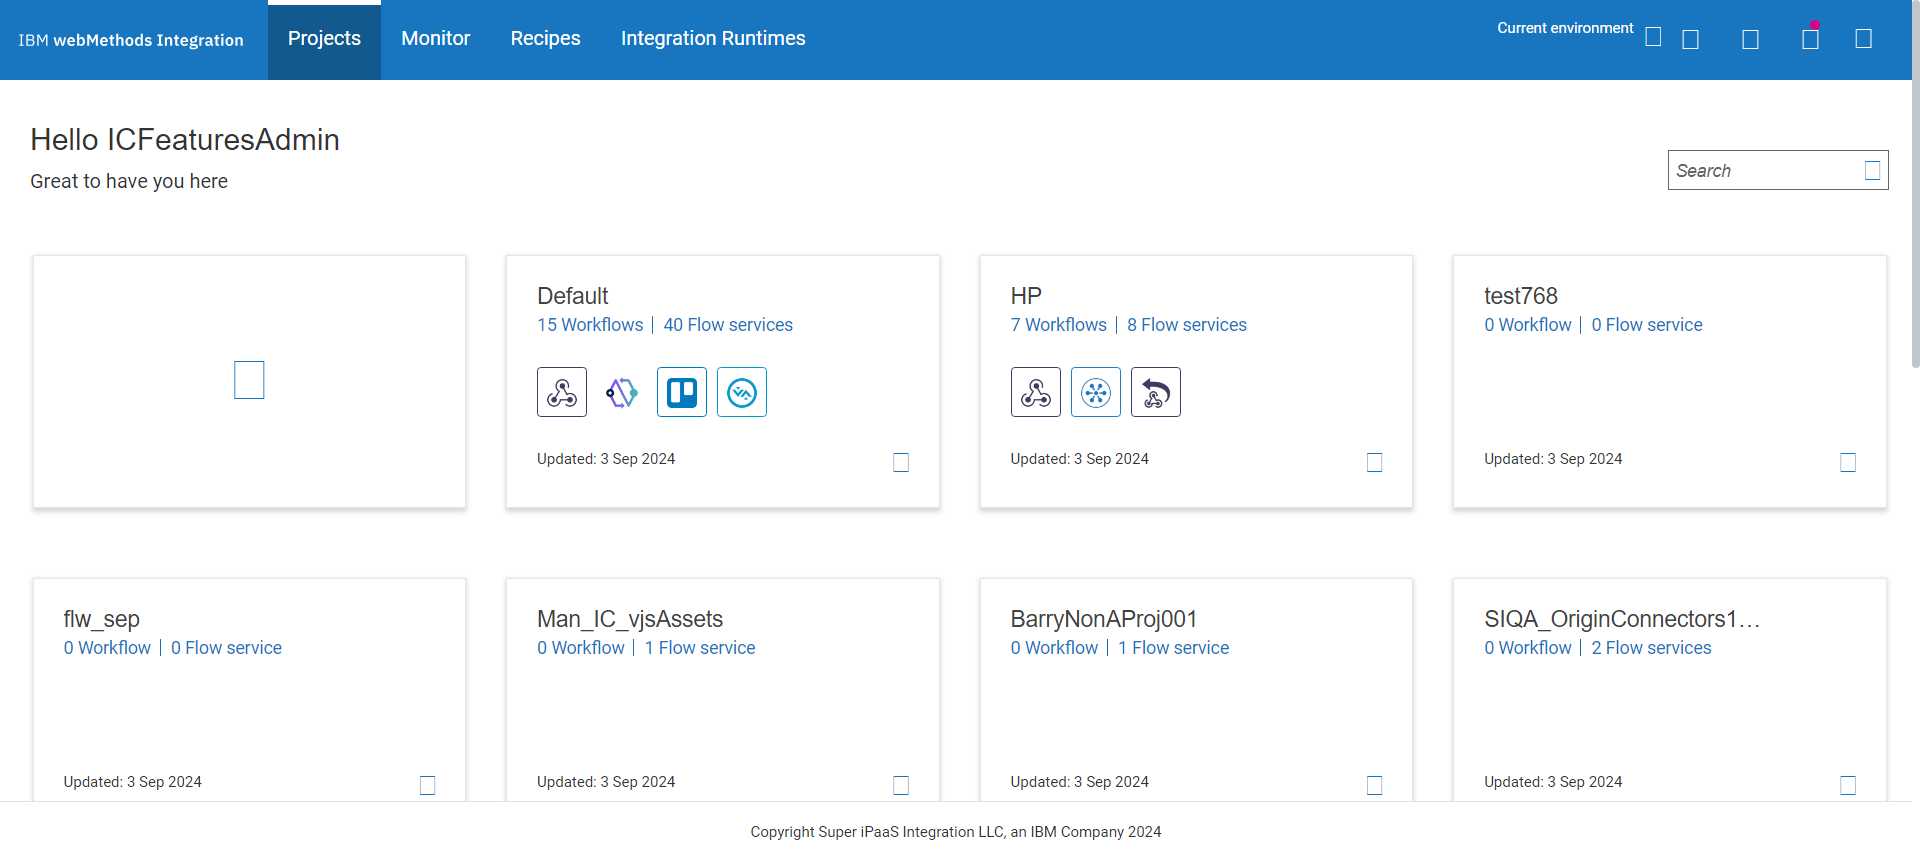 IBM webMethods Integration
Projects
Monitor
Recipes
Integration Runtimes
Current environment
Hello ICFeaturesAdmin
Great to have you here
Search
Default
15 Workflows | 40 Flow services
Updated: 3 Sep 2024
HP
7 Workflows | 8 Flow services
Updated: 3 Sep 2024
test768
0 Workflow | 0 Flow service
Updated: 3 Sep 2024
flw_sep
0 Workflow | 0 Flow service
Updated: 3 Sep 2024
Man_IC_vjsAssets
0 Workflow | 1 Flow service
Updated: 3 Sep 2024
BarryNonAProj001
0 Workflow | 1 Flow service
Updated: 3 Sep 2024
SIQA_OriginConnectors1...
0 Workflow | 2 Flow services
Updated: 3 Sep 2024
Copyright Super iPaaS Integration LLC, an IBM Company 2024